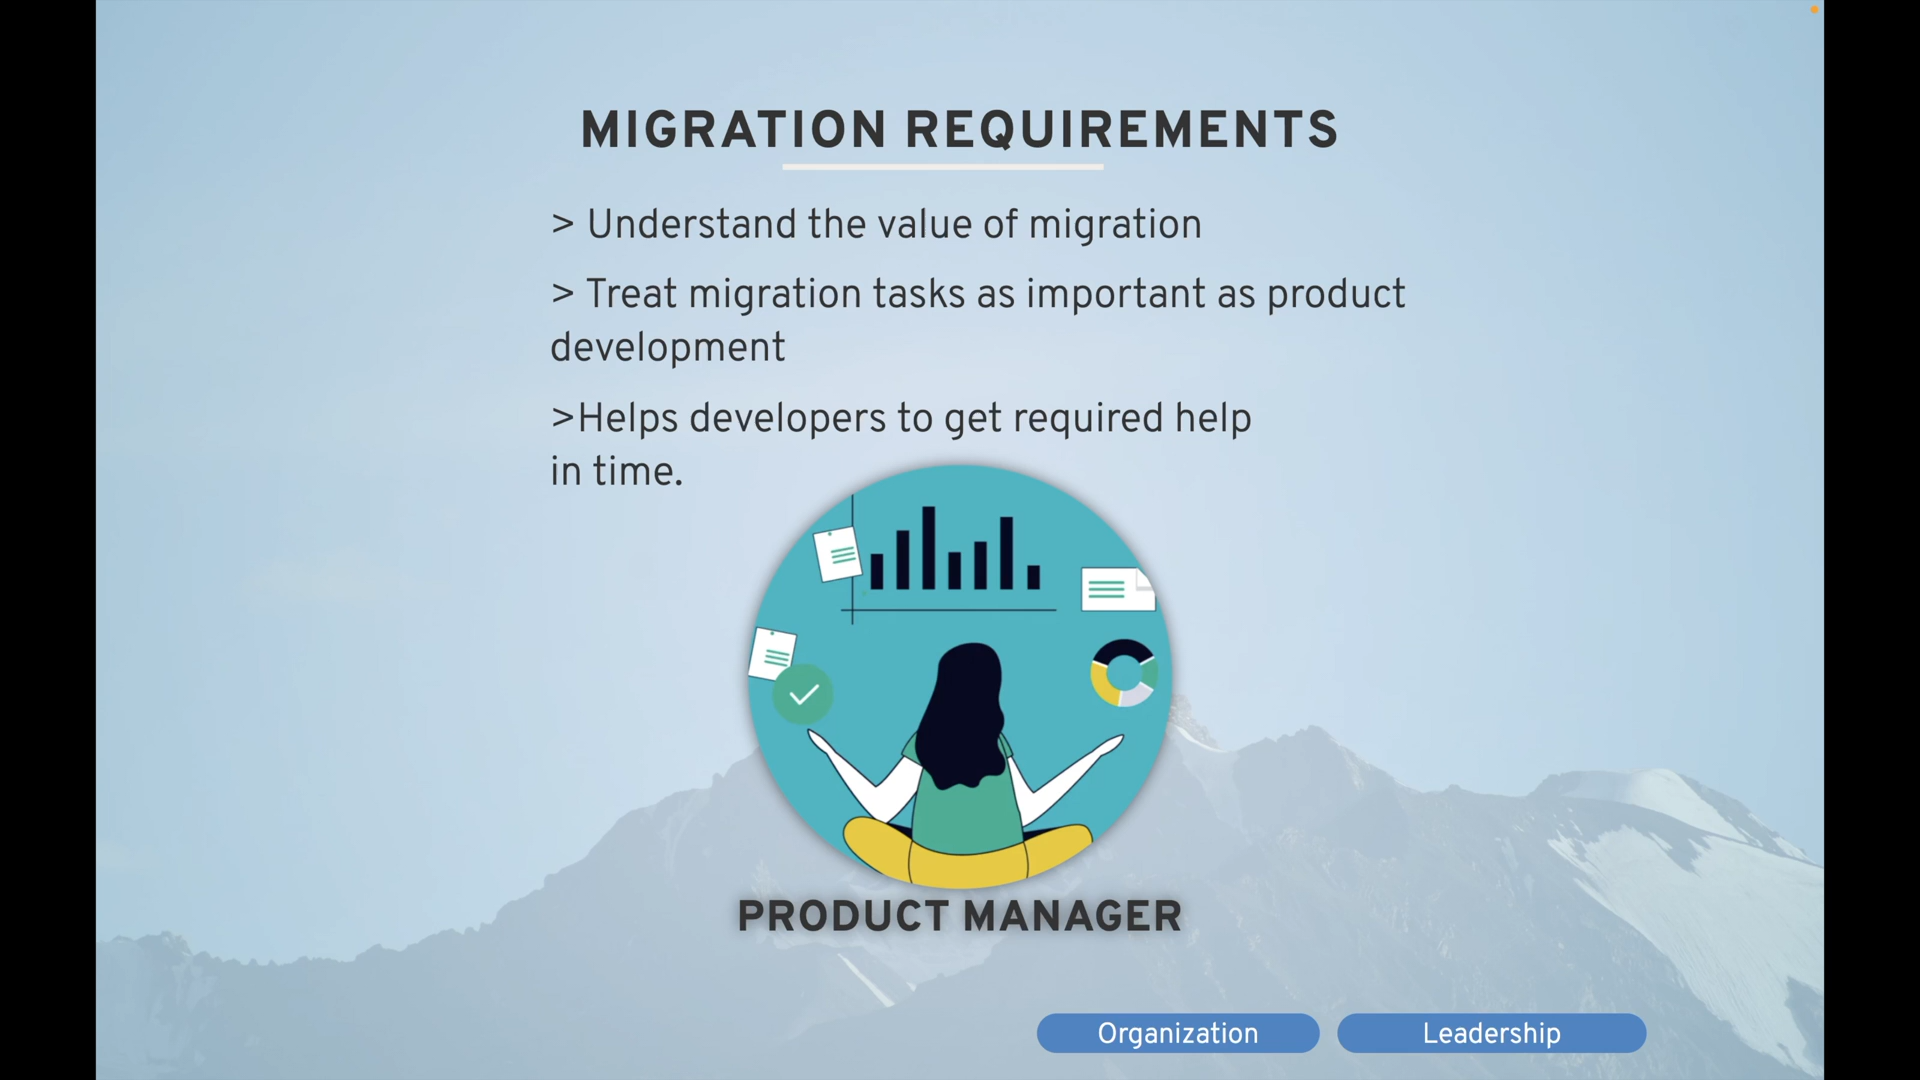 MIGRATION REQUIREMENTS
> Understand the value of migration
> Treat migration tasks as important as product
development
>Helps developers to get required help
in time.
PRODUCT MANAGER
Organization
Leadership